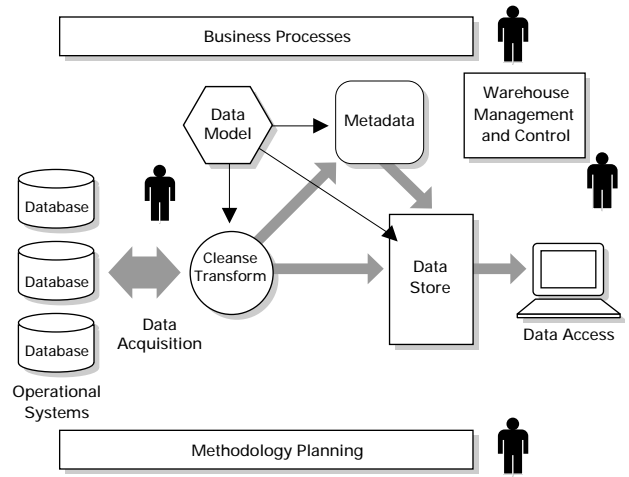 Business Processes
Warehouse
Management
and Control
Data
Model
Metadata
Database
Database
Database
Operational
Systems
Data
Acquisition
Cleanse
Transform
Data
Store
Data Access
Methodology Planning